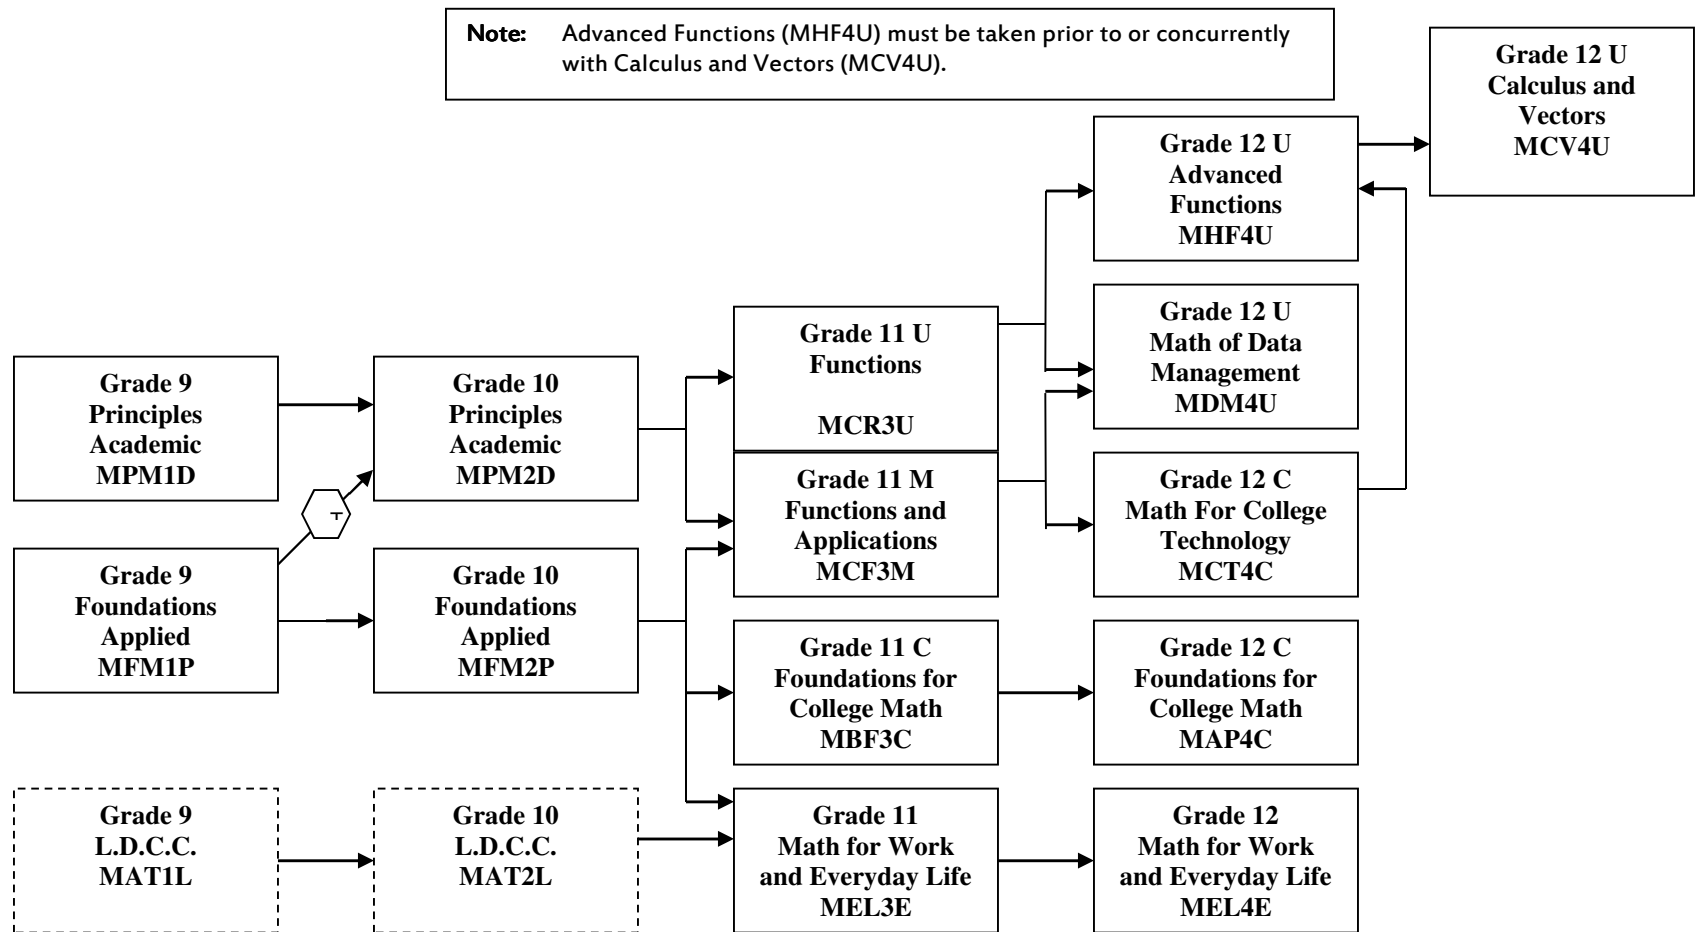 Note: Advanced Functions (MHF4U) must be taken prior to or concurrently
with Calculus and Vectors (MCV4U).
Grade 12 U
Calculus and
Vectors
MCV4U
Grade 12 U
Advanced
Functions
MHF4U
Grade 11 U
Functions
MCR3U
Grade 12 U
Math of Data
Management
MDM4U
Grade 9
Principles
Academic
MPM1D
Grade 10
Principles
Academic
MPM2D
Grade 11 M
Functions and
Applications
MCF3M
Grade 12 C
Math For College
Technology
MCT4C
T
Grade 9
Foundations
Applied
MFM1P
Grade 10
Foundations
Applied
MFM2P
Grade 11 C
Foundations for
College Math
MBF3C
Grade 12 C
Foundations for
College Math
MAP4C
Grade 9
L.D.C.C.
MAT1L
Grade 10
L.D.C.C.
MAT2L
Grade 11
Math for Work
and Everyday Life
MEL3E
Grade 12
Math for Work
and Everyday Life
MEL4E